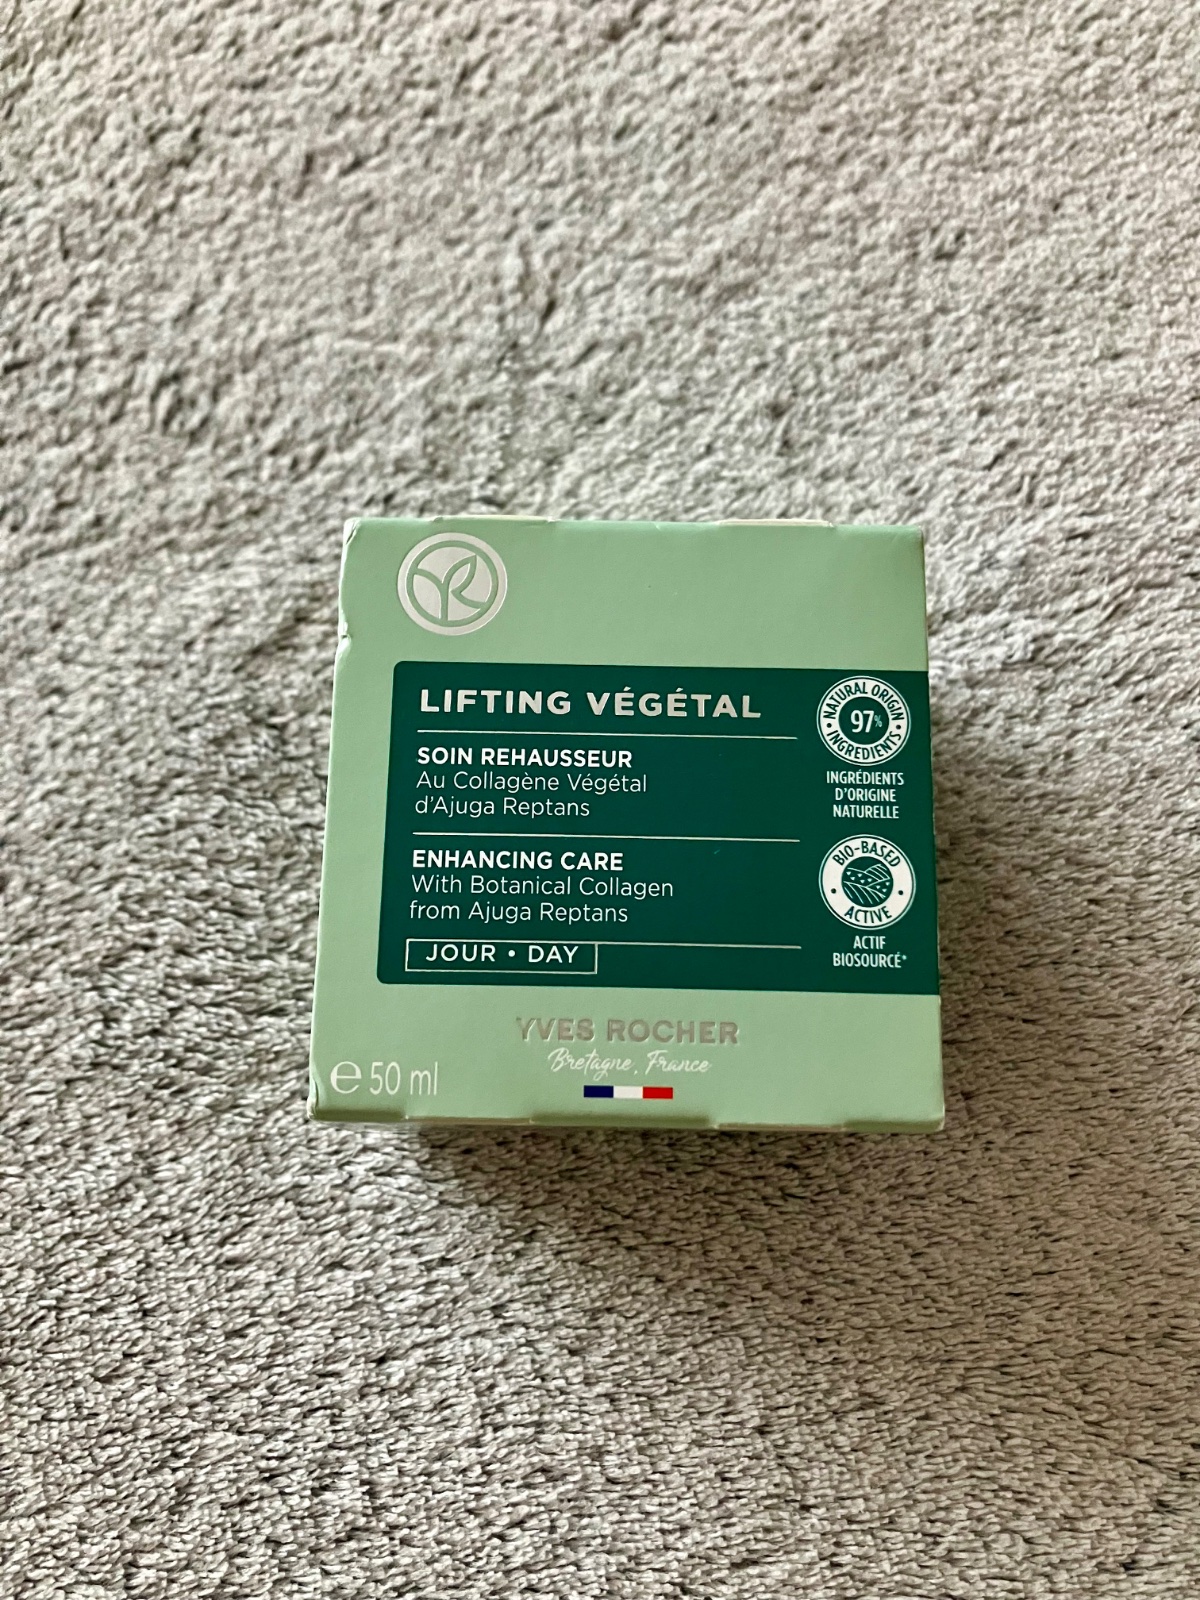 LIFTING VÉGÉTAL
SOIN REHAUSSEUR
Au Collagène Végétal
d'Ajuga Reptans
ENHANCING CARE
With Botanical Collagen
from Ajuga Reptans
JOUR • DAY
NATURAL ORIGIN
97%
• INGREDIENTS •
INGRÉDIENTS
D'ORIGINE
NATURELLE
BIO-BASED
• ACTIVE •
ACTIF
BIOSOURCÉ*
YVES ROCHER
Bretagne, France
e 50 ml